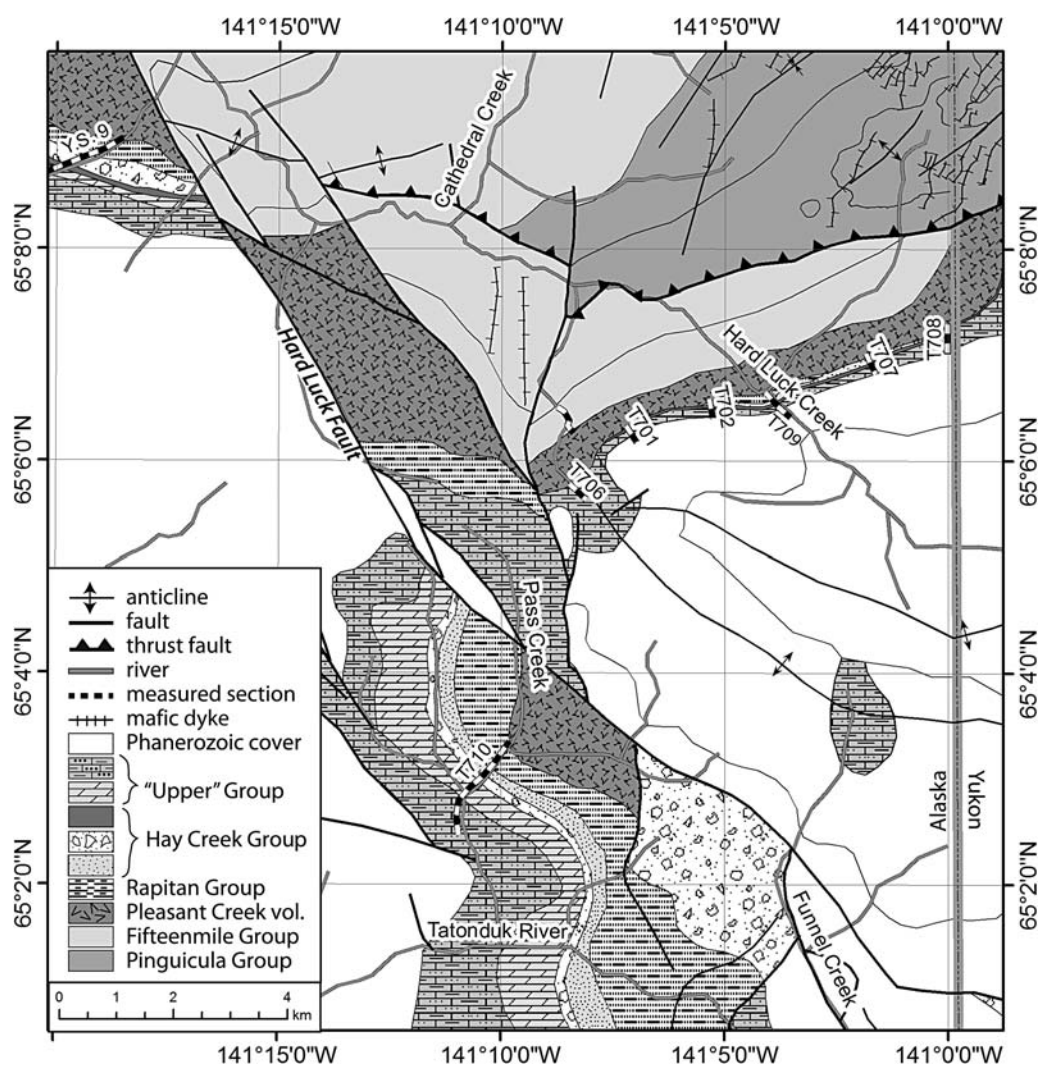 141°15'0"W
141°10'0"W
141°5'0"W
141°0'0"W
65°8'0"N
65°6'0"N
65°4'0"N
65°2'0"N
65°8'0"N
65°6'0"N
65°4'0"N
65°2'0"N
Y.S. 9
Cathedral Creek
Hard Luck Fault
Hard Luck Creek
T708
T707
T702
T709
T701
T706
Pass Creek
T710
Alaska
Yukon
Tatonduk River
Funnel Creek
anticline
fault
thrust fault
river
measured section
mafic dyke
Phanerozoic cover
"Upper" Group
Hay Creek Group
Rapitan Group
Pleasant Creek vol.
Fifteenmile Group
Pinguicula Group
0 1 2 4
km
141°15'0"W
141°10'0"W
141°5'0"W
141°0'0"W